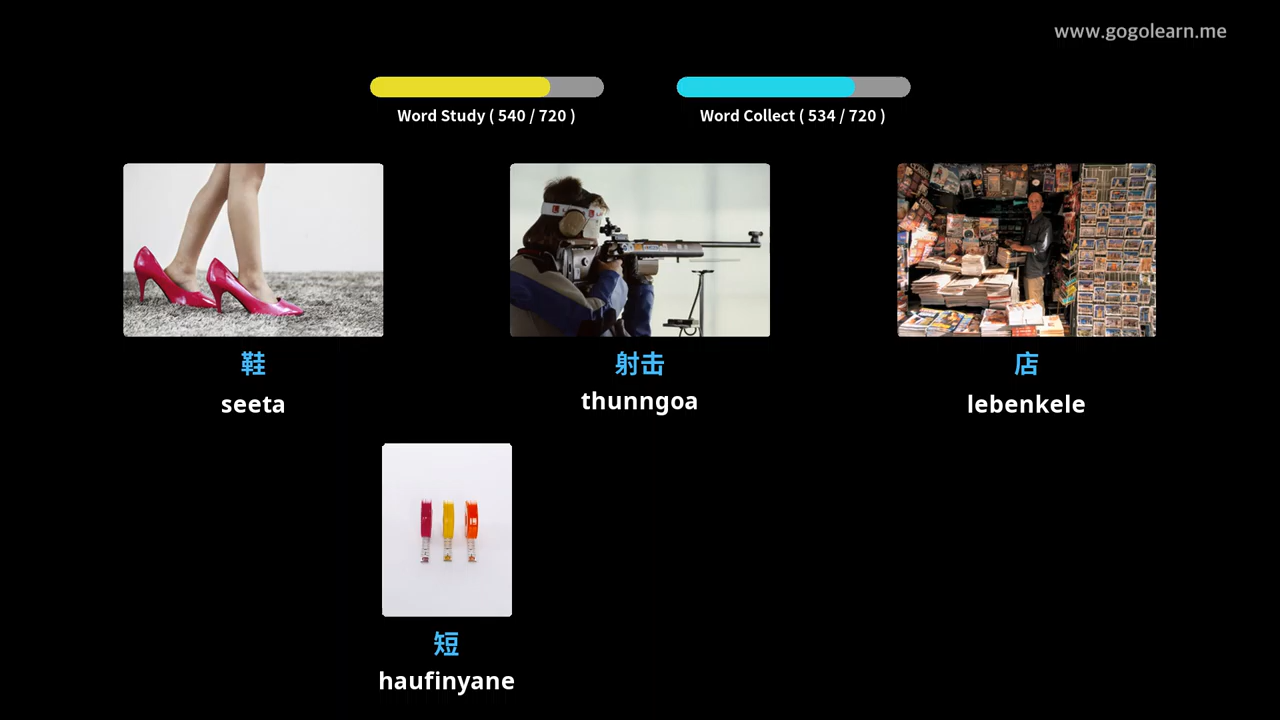 www.gogolearn.me
Word Study ( 540 / 720 )
Word Collect ( 534 / 720 )
鞋
射击
店
seeta
thunngoa
lebenkele
短
haufinyane